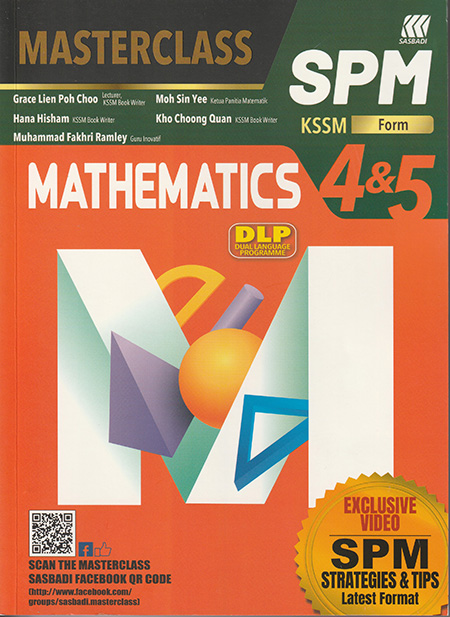 MASTERCLASS
SASBADI
SPM
KSSM Form
4&5
Grace Lien Poh Choo Lecturer, KSSM Book Writer
Moh Sin Yee Ketua Panitia Matematik
Hana Hisham KSSM Book Writer
Kho Choong Quan KSSM Book Writer
Muhammad Fakhri Ramley Guru Inovatif
MATHEMATICS
DLP
DUAL LANGUAGE
PROGRAMME
M
EXCLUSIVE
VIDEO
SPM
STRATEGIES & TIPS
Latest Format
SCAN THE MASTERCLASS
SASBADI FACEBOOK QR CODE
[http://www.facebook.com/
groups/sasbadi.masterclass]